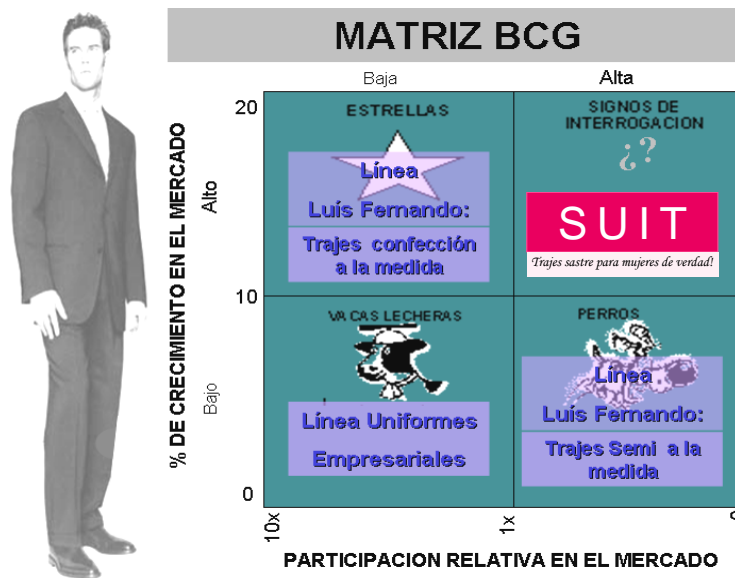 MATRIZ BCG
Baja
Alta
% DE CRECIMIENTO EN EL MERCADO
Alto
Bajo
20
10
0
ESTRELLAS
Línea
Luís Fernando:
Trajes confección
a la medida
SIGNOS DE
INTERROGACION
¿?
SUIT
Trajes sastre para mujeres de verdad!
VACAS LECHERAS
Línea Uniformes
Empresariales
PERROS
Línea
Luís Fernando:
Trajes Semi a la
medida
10x
1x
PARTICIPACION RELATIVA EN EL MERCADO